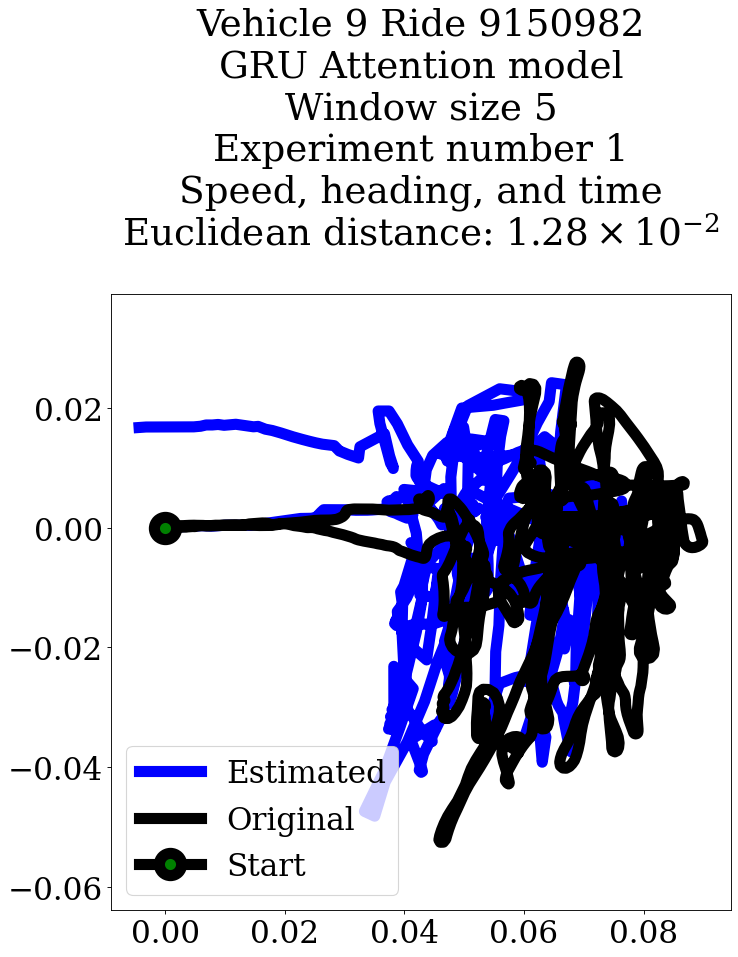 Vehicle 9 Ride 9150982
GRU Attention model
Window size 5
Experiment number 1
Speed, heading, and time
Euclidean distance: 1.28 × 10⁻²
0.02
0.00
−0.02
−0.04
−0.06
Estimated
Original
Start
0.00 0.02 0.04 0.06 0.08